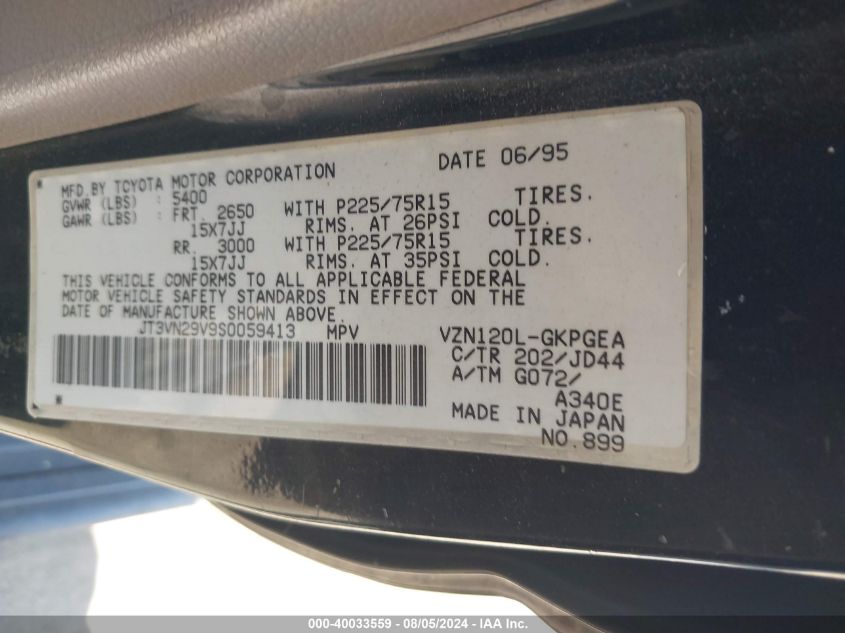 MFD.BY TOYOTA MOTOR CORPORATION DATE 06/95
GVWR (LBS) : 5400
GAWR (LBS) : FRT. 2650 WITH P225/75R15 TIRES.
15X7JJ RIMS. AT 26PSI COLD.
RR. 3000 WITH P225/75R15 TIRES.
15X7JJ RIMS. AT 35PSI COLD.
THIS VEHICLE CONFORMS TO ALL APPLICABLE FEDERAL
MOTOR VEHICLE SAFETY STANDARDS IN EFFECT ON THE
DATE OF MANUFACTURE SHOWN ABOVE.
JT3VN29V9S0059413 MPV VZN120L-GKPGEA
C/TR 202/JD44
A/TM G072/
A340E
MADE IN JAPAN
NO.899
000-40033559 - 08/05/2024 - IAA Inc.